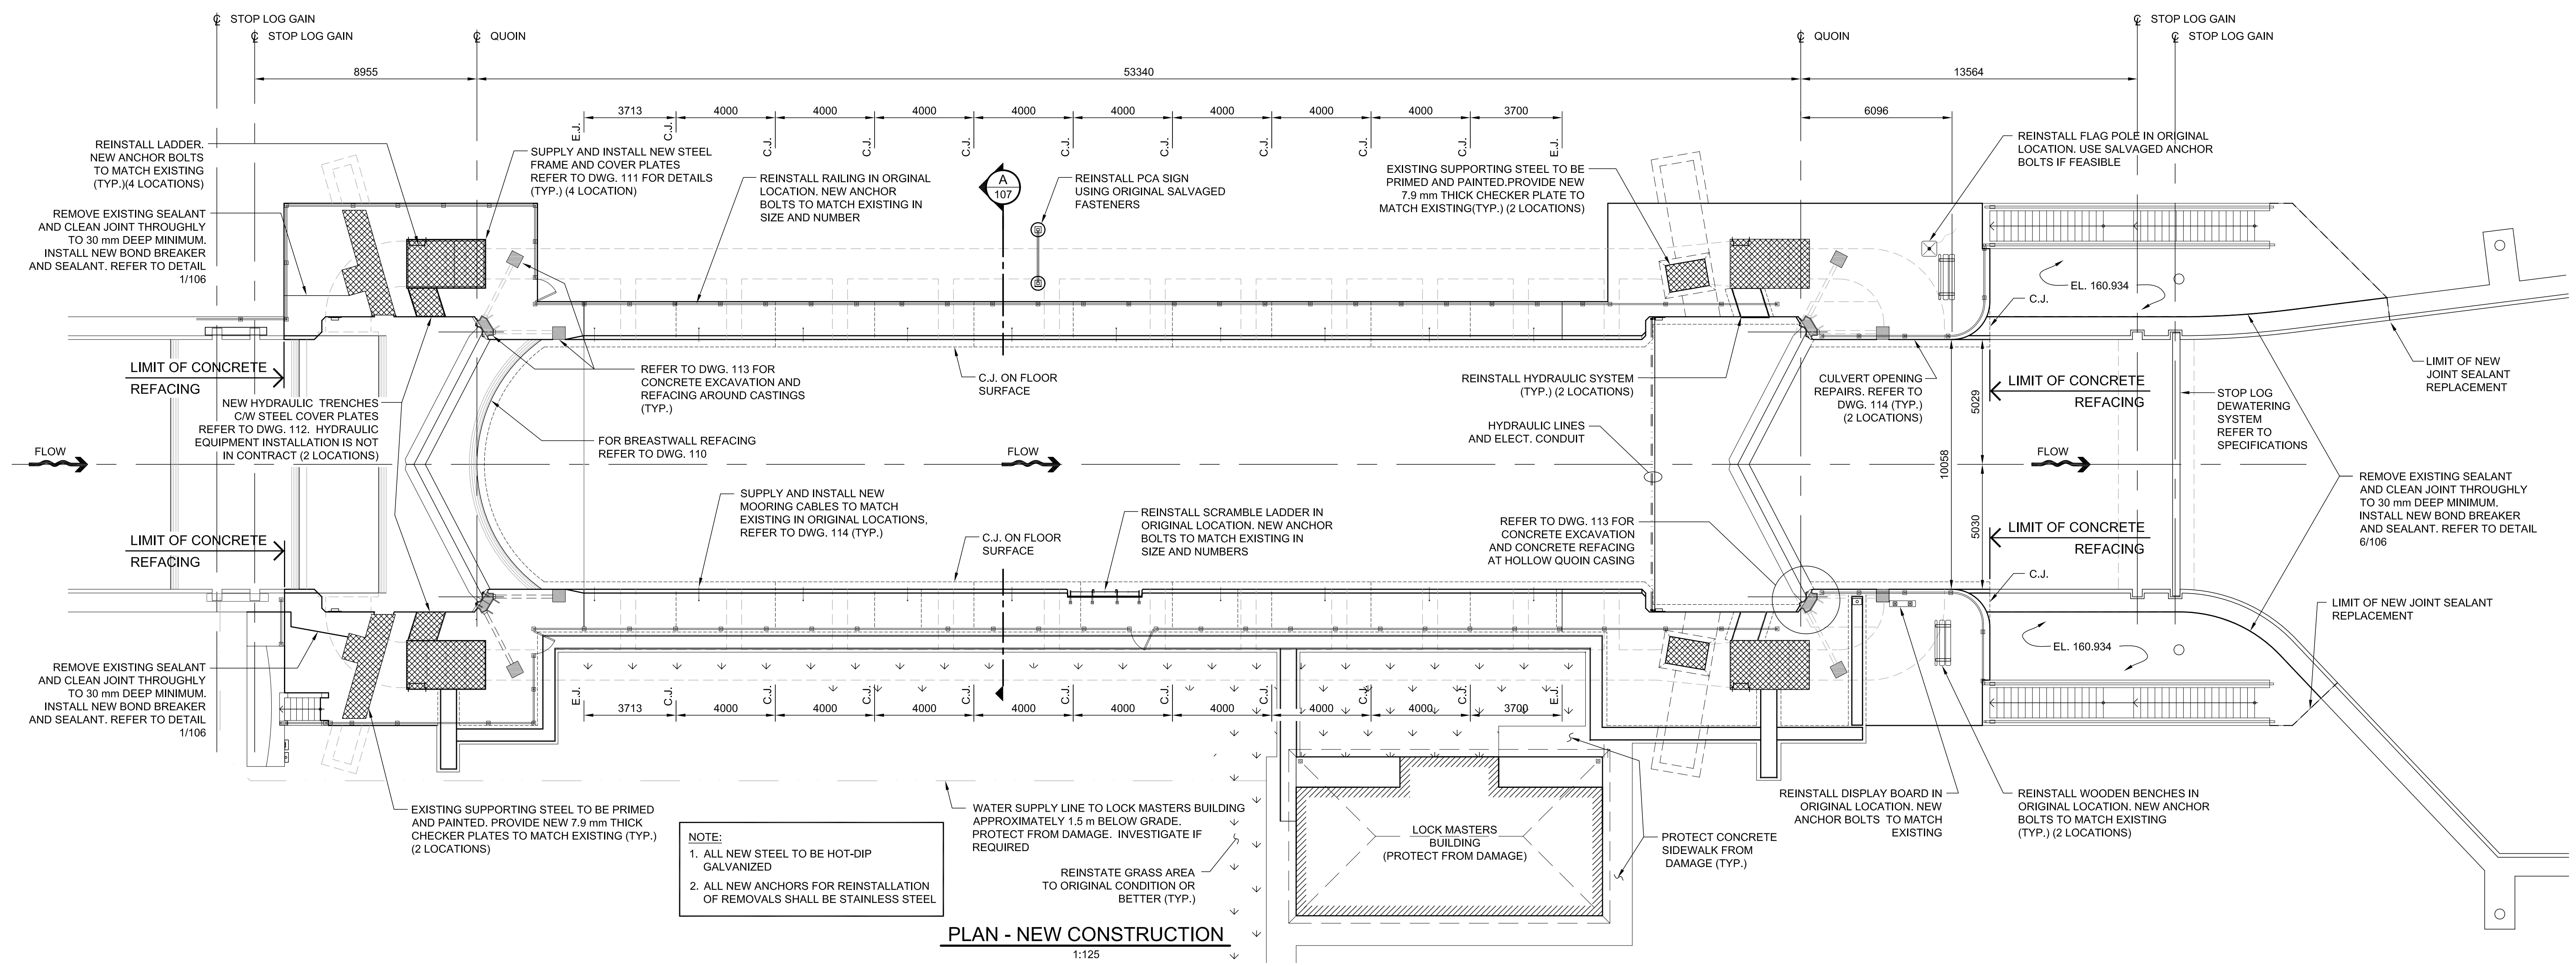 ℄ STOP LOG GAIN
℄ STOP LOG GAIN
℄ QUOIN
℄ QUOIN
℄ STOP LOG GAIN
℄ STOP LOG GAIN
8955
53340
13564
3713
4000
4000
4000
4000
4000
4000
4000
4000
3700
6096
E.J.
C.J.
C.J.
C.J.
C.J.
C.J.
C.J.
C.J.
C.J.
C.J.
E.J.
REINSTALL LADDER.
NEW ANCHOR BOLTS
TO MATCH EXISTING
(TYP.)(4 LOCATIONS)
SUPPLY AND INSTALL NEW STEEL
FRAME AND COVER PLATES
REFER TO DWG. 111 FOR DETAILS
(TYP.) (4 LOCATION)
REINSTALL RAILING IN ORGINAL
LOCATION. NEW ANCHOR
BOLTS TO MATCH EXISTING IN
SIZE AND NUMBER
A
107
REINSTALL PCA SIGN
USING ORIGINAL SALVAGED
FASTENERS
EXISTING SUPPORTING STEEL TO BE
PRIMED AND PAINTED.PROVIDE NEW
7.9 mm THICK CHECKER PLATE TO
MATCH EXISTING(TYP.) (2 LOCATIONS)
REINSTALL FLAG POLE IN ORIGINAL
LOCATION. USE SALVAGED ANCHOR
BOLTS IF FEASIBLE
REMOVE EXISTING SEALANT
AND CLEAN JOINT THROUGHLY
TO 30 mm DEEP MINIMUM.
INSTALL NEW BOND BREAKER
AND SEALANT. REFER TO DETAIL
1/106
EL. 160.934
C.J.
LIMIT OF CONCRETE
REFACING
REFER TO DWG. 113 FOR
CONCRETE EXCAVATION AND
REFACING AROUND CASTINGS
(TYP.)
C.J. ON FLOOR
SURFACE
REINSTALL HYDRAULIC SYSTEM
(TYP.) (2 LOCATIONS)
CULVERT OPENING
REPAIRS. REFER TO
DWG. 114 (TYP.)
(2 LOCATIONS)
LIMIT OF CONCRETE
REFACING
LIMIT OF NEW
JOINT SEALANT
REPLACEMENT
STOP LOG
DEWATERING
SYSTEM
REFER TO
SPECIFICATIONS
NEW HYDRAULIC TRENCHES
C/W STEEL COVER PLATES
REFER TO DWG. 112. HYDRAULIC
EQUIPMENT INSTALLATION IS NOT
IN CONTRACT (2 LOCATIONS)
FOR BREASTWALL REFACING
REFER TO DWG. 110
HYDRAULIC LINES
AND ELECT. CONDUIT
5029
10058
5030
FLOW
FLOW
FLOW
SUPPLY AND INSTALL NEW
MOORING CABLES TO MATCH
EXISTING IN ORIGINAL LOCATIONS,
REFER TO DWG. 114 (TYP.)
REINSTALL SCRAMBLE LADDER IN
ORIGINAL LOCATION. NEW ANCHOR
BOLTS TO MATCH EXISTING IN
SIZE AND NUMBERS
REFER TO DWG. 113 FOR
CONCRETE EXCAVATION
AND CONCRETE REFACING
AT HOLLOW QUOIN CASING
REMOVE EXISTING SEALANT
AND CLEAN JOINT THROUGHLY
TO 30 mm DEEP MINIMUM.
INSTALL NEW BOND BREAKER
AND SEALANT. REFER TO DETAIL
6/106
LIMIT OF CONCRETE
REFACING
C.J. ON FLOOR
SURFACE
LIMIT OF CONCRETE
REFACING
C.J.
LIMIT OF NEW JOINT SEALANT
REPLACEMENT
EL. 160.934
REMOVE EXISTING SEALANT
AND CLEAN JOINT THROUGHLY
TO 30 mm DEEP MINIMUM.
INSTALL NEW BOND BREAKER
AND SEALANT. REFER TO DETAIL
1/106
E.J.
C.J.
C.J.
C.J.
C.J.
C.J.
C.J.
C.J.
C.J.
C.J.
E.J.
3713
4000
4000
4000
4000
4000
4000
4000
4000
3700
EXISTING SUPPORTING STEEL TO BE PRIMED
AND PAINTED. PROVIDE NEW 7.9 mm THICK
CHECKER PLATES TO MATCH EXISTING (TYP.)
(2 LOCATIONS)
NOTE:
1. ALL NEW STEEL TO BE HOT-DIP
GALVANIZED
2. ALL NEW ANCHORS FOR REINSTALLATION
OF REMOVALS SHALL BE STAINLESS STEEL
WATER SUPPLY LINE TO LOCK MASTERS BUILDING
APPROXIMATELY 1.5 m BELOW GRADE.
PROTECT FROM DAMAGE. INVESTIGATE IF
REQUIRED
REINSTATE GRASS AREA
TO ORIGINAL CONDITION OR
BETTER (TYP.)
LOCK MASTERS
BUILDING
(PROTECT FROM DAMAGE)
PROTECT CONCRETE
SIDEWALK FROM
DAMAGE (TYP.)
REINSTALL DISPLAY BOARD IN
ORIGINAL LOCATION. NEW
ANCHOR BOLTS TO MATCH
EXISTING
REINSTALL WOODEN BENCHES IN
ORIGINAL LOCATION. NEW ANCHOR
BOLTS TO MATCH EXISTING
(TYP.) (2 LOCATIONS)
PLAN - NEW CONSTRUCTION
1:125